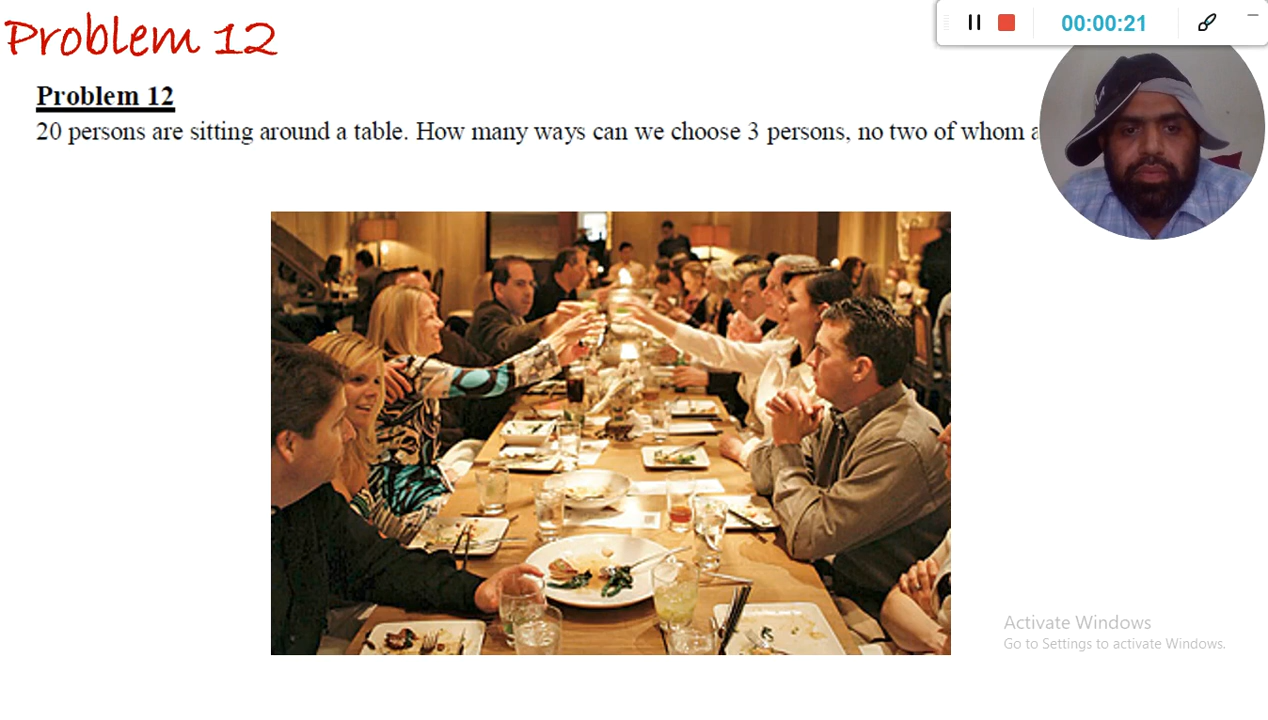 Problem 12
00:00:21
Problem 12
20 persons are sitting around a table. How many ways can we choose 3 persons, no two of whom
Activate Windows
Go to Settings to activate Windows.